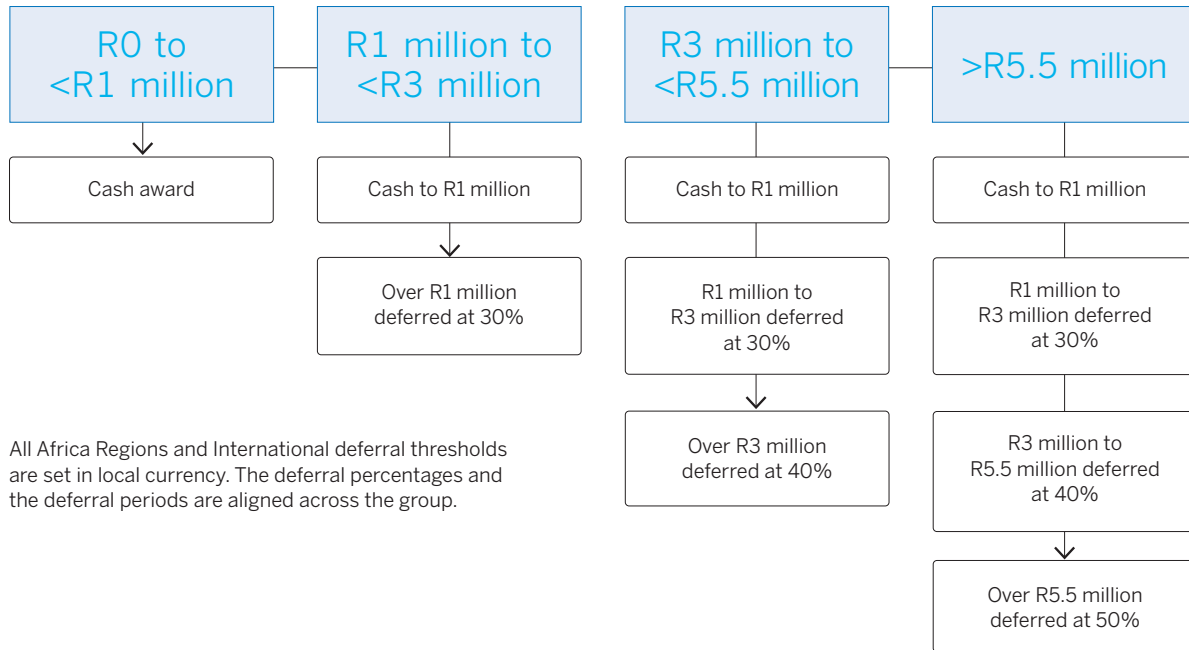 R0 to
<R1 million
R1 million to
<R3 million
R3 million to
<R5.5 million
>R5.5 million
Cash award
Cash to R1 million
Cash to R1 million
Cash to R1 million
Over R1 million
deferred at 30%
R1 million to
R3 million deferred
at 30%
R1 million to
R3 million deferred
at 30%
Over R3 million
deferred at 40%
R3 million to
R5.5 million deferred
at 40%
All Africa Regions and International deferral thresholds
are set in local currency. The deferral percentages and
the deferral periods are aligned across the group.
Over R5.5 million
deferred at 50%